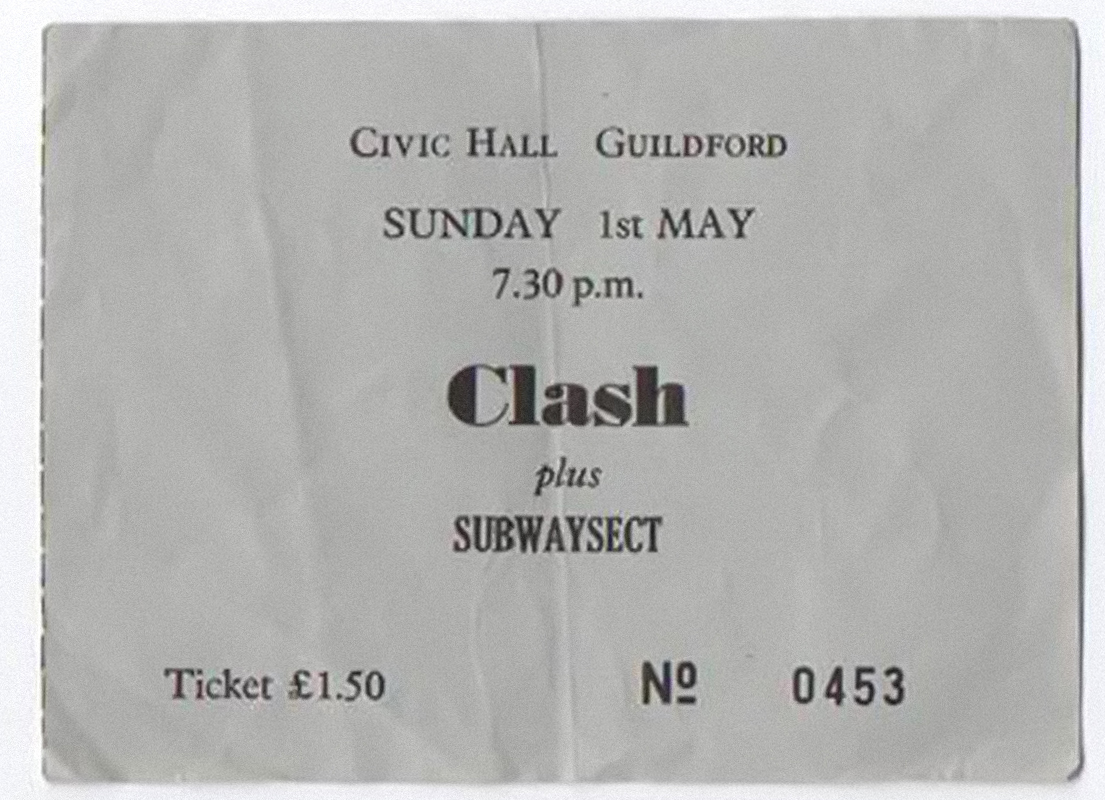 Civic Hall Guildford
SUNDAY 1st MAY
7.30 p.m.
Clash
plus
SUBWAYSECT
Ticket £1.50 Nº 0453